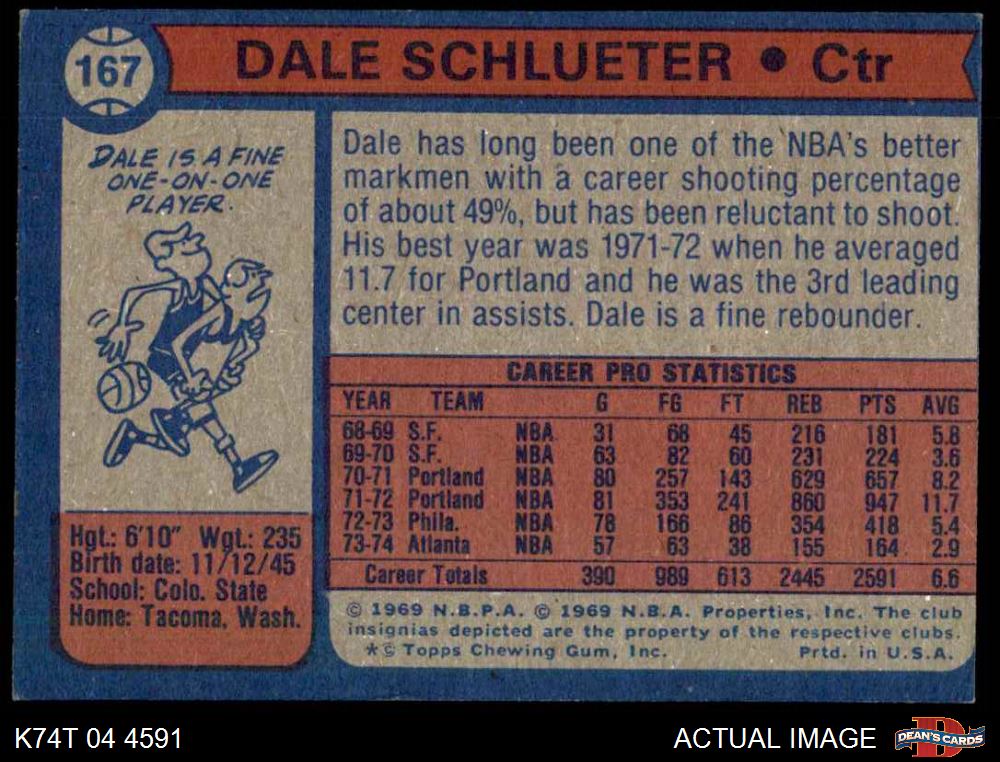 167
DALE SCHLUETER • Ctr
DALE IS A FINE
ONE-ON-ONE
PLAYER.
Dale has long been one of the NBA's better
markmen with a career shooting percentage
of about 49%, but has been reluctant to shoot.
His best year was 1971-72 when he averaged
11.7 for Portland and he was the 3rd leading
center in assists. Dale is a fine rebounder.
CAREER PRO STATISTICS
YEAR TEAM G FG FT REB PTS AVG
68-69 S.F. NBA 31 68 45 216 181 5.8
69-70 S.F. NBA 63 82 60 231 224 3.6
70-71 Portland NBA 80 257 143 629 657 8.2
71-72 Portland NBA 81 353 241 860 947 11.7
72-73 Phila. NBA 78 166 86 354 418 5.4
73-74 Atlanta NBA 57 63 38 155 164 2.9
Career Totals 390 989 613 2445 2591 6.6
Hgt.: 6'10" Wgt.: 235
Birth date: 11/12/45
School: Colo. State
Home: Tacoma, Wash.
© 1969 N.B.P.A. © 1969 N.B.A. Properties, Inc. The club
insignias depicted are the property of the respective clubs.
*© Topps Chewing Gum, Inc. Prtd. in U.S.A.
K74T 04 4591
ACTUAL IMAGE
D
DEAN'S CARDS